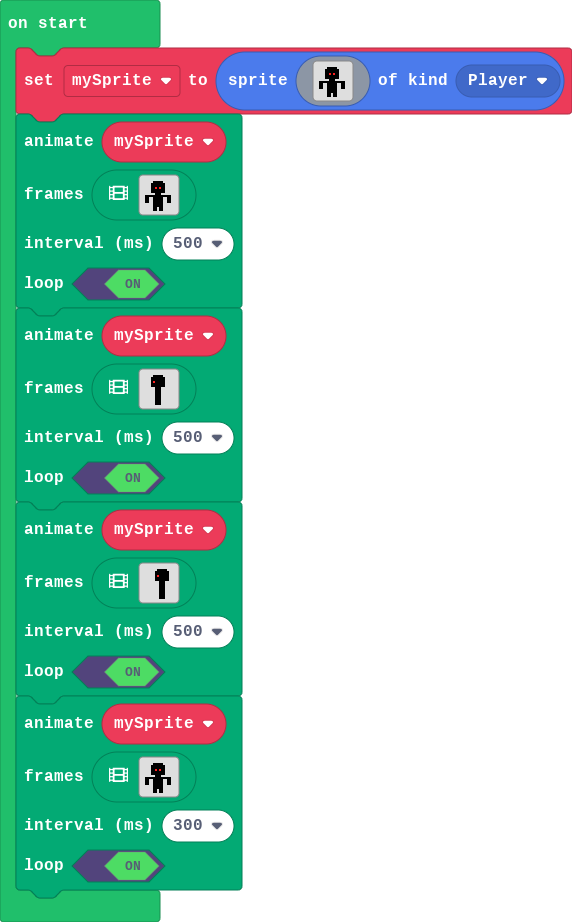 on start
set mySprite to sprite of kind Player
animate mySprite
frames
interval (ms) 500
loop ON
animate mySprite
frames
interval (ms) 500
loop ON
animate mySprite
frames
interval (ms) 500
loop ON
animate mySprite
frames
interval (ms) 300
loop ON